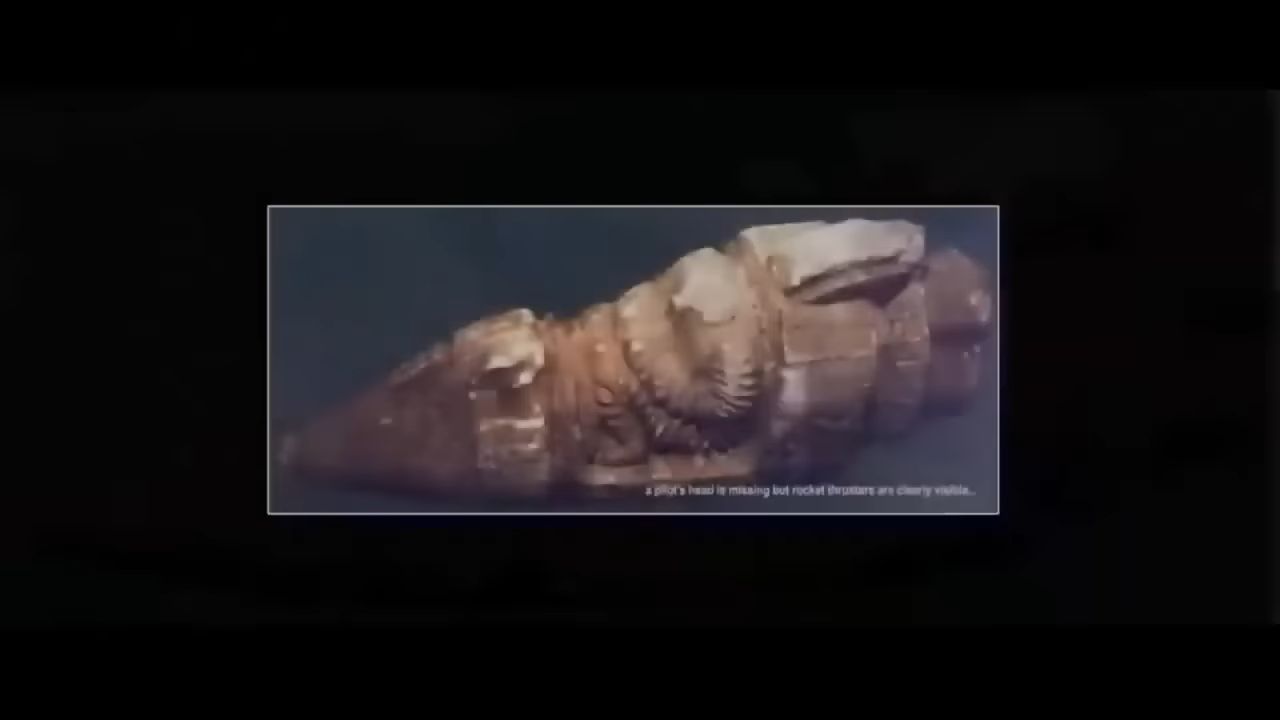 a pilot's head is missing but rocket thrusters are clearly visible...